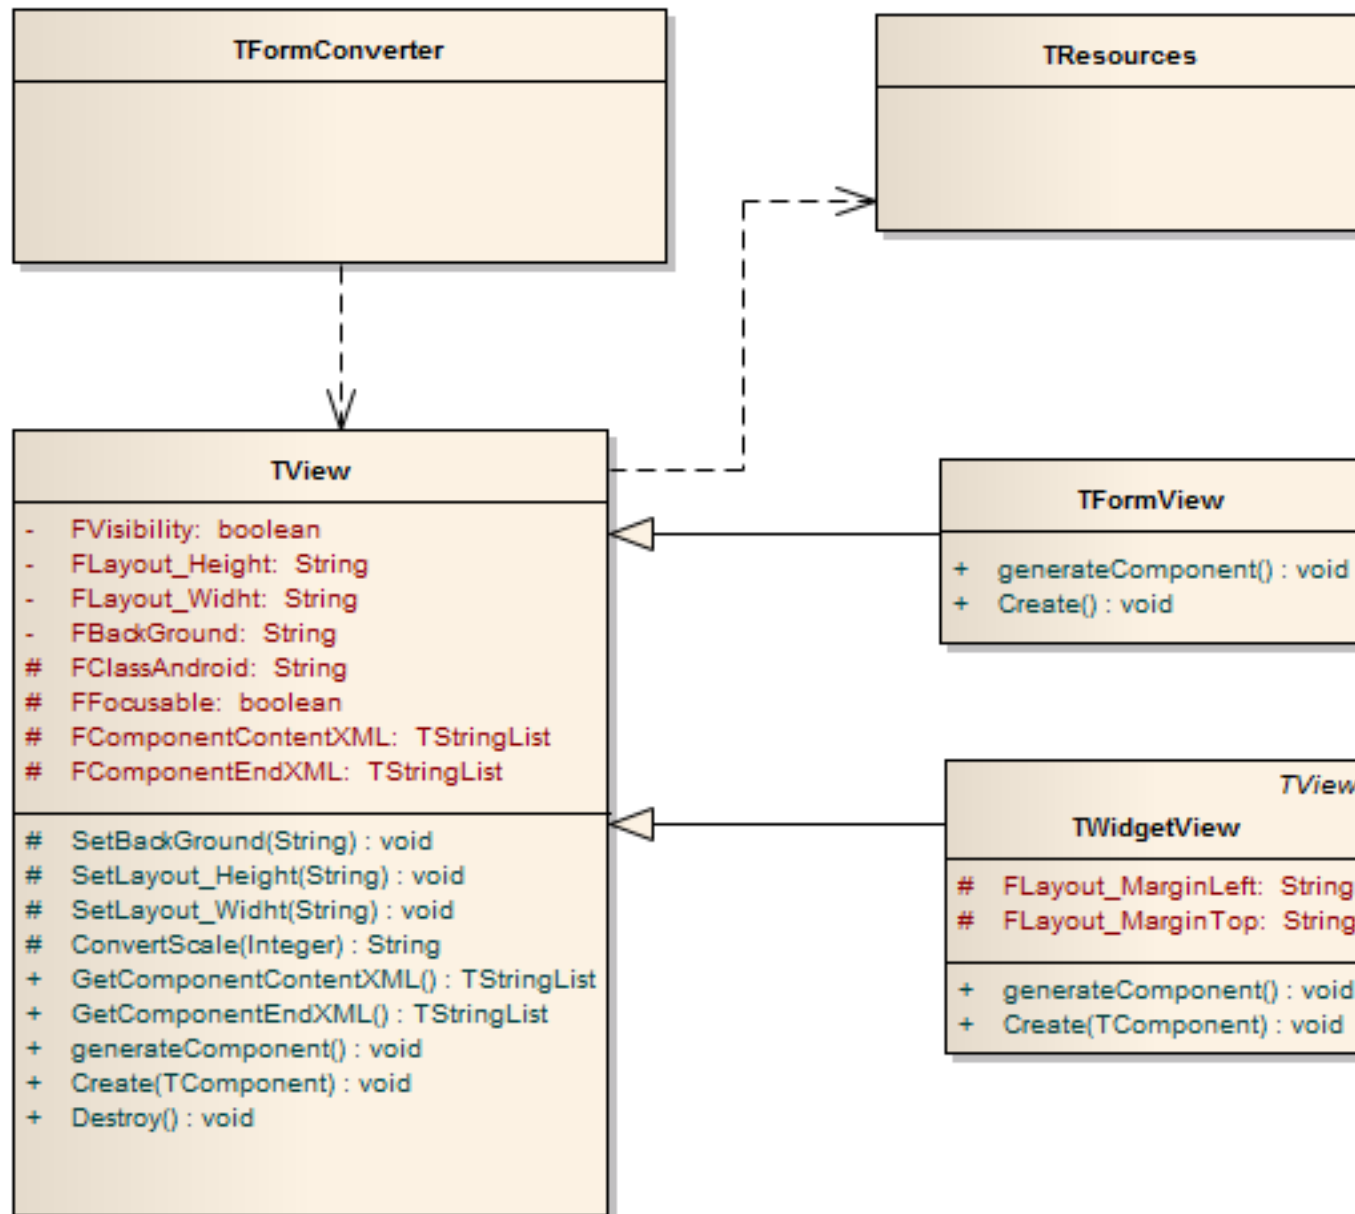 TFormConverter
TResources
TView
- FVisibility: boolean
- FLayout_Height: String
- FLayout_Widht: String
- FBackGround: String
# FClassAndroid: String
# FFocusable: boolean
# FComponentContentXML: TStringList
# FComponentEndXML: TStringList
# SetBackGround(String) : void
# SetLayout_Height(String) : void
# SetLayout_Widht(String) : void
# ConvertScale(Integer) : String
+ GetComponentContentXML() : TStringList
+ GetComponentEndXML() : TStringList
+ generateComponent() : void
+ Create(TComponent) : void
+ Destroy() : void
TFormView
+ generateComponent() : void
+ Create() : void
TView
TWidgetView
# FLayout_MarginLeft: String
# FLayout_MarginTop: String
+ generateComponent() : void
+ Create(TComponent) : void